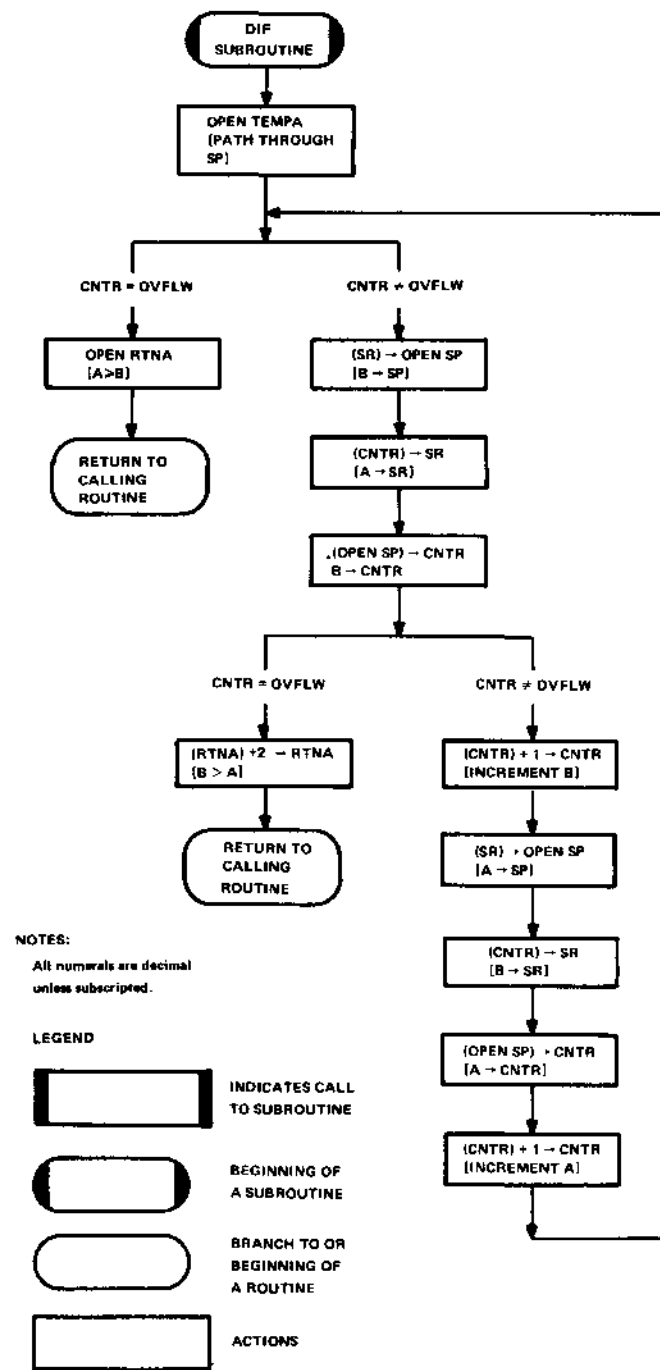 DIF
SUBROUTINE
OPEN TEMPA
[PATH THROUGH
SP]
CNTR = OVFLW
CNTR ≠ OVFLW
OPEN RTNA
[A>B]
(SR) → OPEN SP
[B → SP]
RETURN TO
CALLING
ROUTINE
(CNTR) → SR
[A → SR]
(OPEN SP) → CNTR
B → CNTR
CNTR = OVFLW
CNTR ≠ OVFLW
(RTNA) +2 → RTNA
[B > A]
(CNTR) + 1 → CNTR
[INCREMENT B]
RETURN TO
CALLING
ROUTINE
(SR) → OPEN SP
[A → SP]
(CNTR) → SR
[B → SR]
(OPEN SP) → CNTR
[A → CNTR]
(CNTR) + 1 → CNTR
[INCREMENT A]
NOTES:
All numerals are decimal
unless subscripted.
LEGEND
INDICATES CALL
TO SUBROUTINE
BEGINNING OF
A SUBROUTINE
BRANCH TO OR
BEGINNING OF
A ROUTINE
ACTIONS